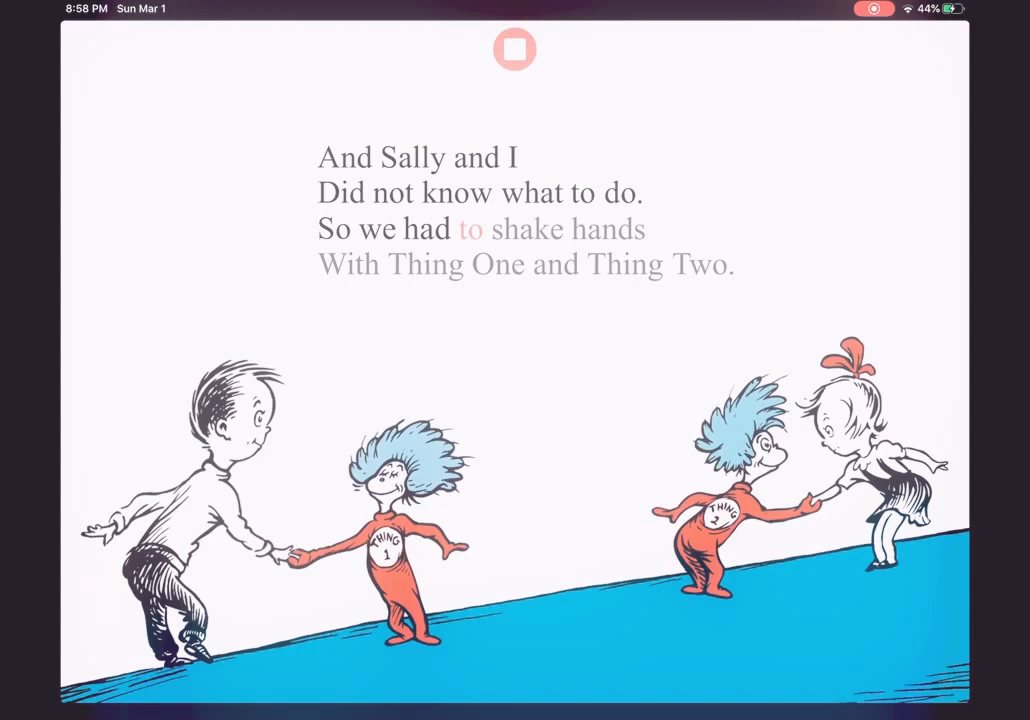 8:58 PM Sun Mar 1
44%
And Sally and I
Did not know what to do.
So we had to shake hands
With Thing One and Thing Two.
THING
1
THING
2